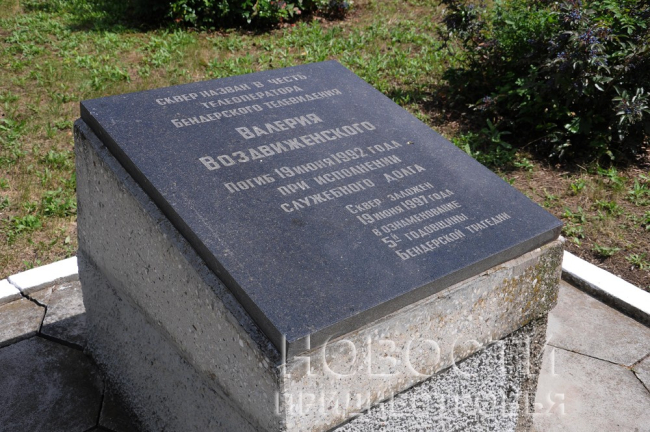 СКВЕР НАЗВАН В ЧЕСТЬ
ТЕЛЕОПЕРАТОРА
БЕНДЕРСКОГО ТЕЛЕВИДЕНИЯ
ВАЛЕРИЯ
ВОЗДВИЖЕНСКОГО
ПОГИБ 19 ИЮНЯ 1992 ГОДА
ПРИ ИСПОЛНЕНИИ
СЛУЖЕБНОГО ДОЛГА
СКВЕР ЗАЛОЖЕН
19 ИЮНЯ 1997 ГОДА
В ОЗНАМЕНОВАНИЕ
5Й ГОДОВЩИНЫ
БЕНДЕРСКОЙ ТРАГЕДИИ
НОВОСТИ
ПРИДНЕСТРОВЬЯ